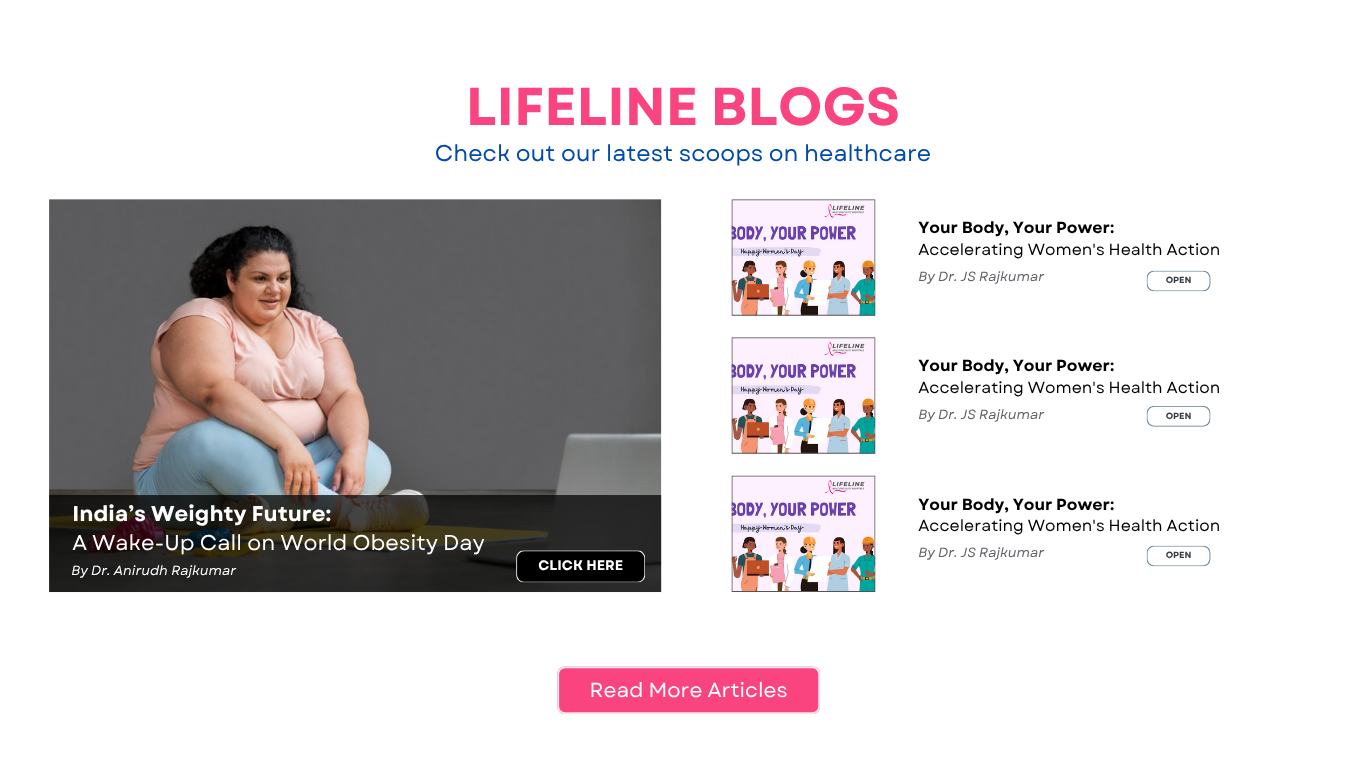 LIFELINE BLOGS
Check out our latest scoops on healthcare
India’s Weighty Future:
A Wake-Up Call on World Obesity Day
By Dr. Anirudh Rajkumar
CLICK HERE
LIFELINE
BODY, YOUR POWER
Happy Women's Day
Your Body, Your Power:
Accelerating Women's Health Action
By Dr. JS Rajkumar
OPEN
LIFELINE
BODY, YOUR POWER
Happy Women's Day
Your Body, Your Power:
Accelerating Women's Health Action
By Dr. JS Rajkumar
OPEN
LIFELINE
BODY, YOUR POWER
Happy Women's Day
Your Body, Your Power:
Accelerating Women's Health Action
By Dr. JS Rajkumar
OPEN
Read More Articles